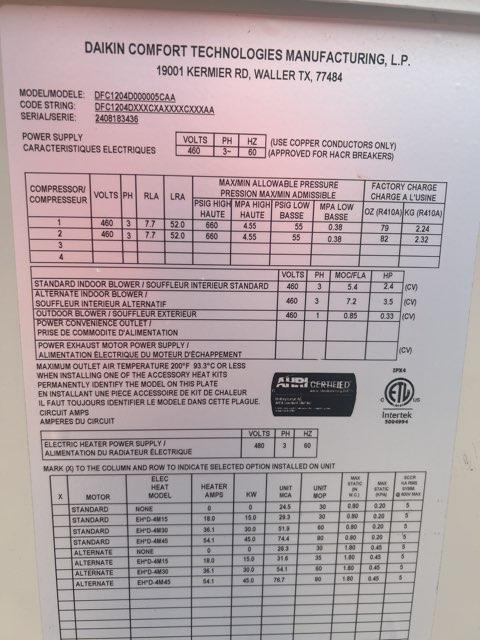 DAIKIN COMFORT TECHNOLOGIES MANUFACTURING, L.P.
19001 KERMIER RD, WALLER TX, 77484
MODEL/MODELE: DFC1204D000005CAA
CODE STRING: DFC1204DXXXCXAXXXXCXXXAA
SERIAL/SERIE: 2408183436
POWER SUPPLY
CARACTERISTIQUES ELECTRIQUES
VOLTS PH HZ
460 3~ 60
(USE COPPER CONDUCTORS ONLY)
(APPROVED FOR HACR BREAKERS)
COMPRESSOR/ COMPRESSEUR VOLTS PH RLA LRA
MAX/MIN ALLOWABLE PRESSURE
PRESSION MAX/MIN ADMISSIBLE
PSIG HIGH HAUTE MPA HIGH HAUTE PSIG LOW BASSE MPA LOW BASSE
FACTORY CHARGE
CHARGE A L'USINE
OZ (R410A) KG (R410A)
1 460 3 7.7 52.0 660 4.55 55 0.38 79 2.24
2 460 3 7.7 52.0 660 4.55 55 0.38 82 2.32
3
4
VOLTS PH MOC/FLA HP
STANDARD INDOOR BLOWER / SOUFFLEUR INTERIEUR STANDARD 460 3 5.4 2.4 (CV)
ALTERNATE INDOOR BLOWER /
SOUFFLEUR INTERIEUR ALTERNATIF 460 3 7.2 3.5 (CV)
OUTDOOR BLOWER / SOUFFLEUR EXTERIEUR 460 1 0.85 0.33 (CV)
POWER CONVENIENCE OUTLET /
PRISE DE COMMODITE D'ALIMENTATION
POWER EXHAUST MOTOR POWER SUPPLY /
ALIMENTATION ÉLECTRIQUE DU MOTEUR D'ÉCHAPPEMENT (CV)
MAXIMUM OUTLET AIR TEMPERATURE 200°F 93.3°C OR LESS
WHEN INSTALLING ONE OF THE ACCESSORY HEAT KITS
PERMANENTLY IDENTIFY THE MODEL ON THIS PLATE
EN INSTALLANT UNE PIECE ACCESSOIRE DE KIT DE CHALEUR
IL FAUT TOUJOURS IDENTIFIER LE MODELE DANS CETTE PLAQUE.
CIRCUIT AMPS
AMPERES DU CIRCUIT
AHRI CERTIFIED
IPX4
C ETL US
Intertek
5004994
VOLTS PH HZ
ELECTRIC HEATER POWER SUPPLY /
ALIMENTATION DU RADIATEUR ÉLECTRIQUE 480 3 60
MARK (X) TO THE COLUMN AND ROW TO INDICATE SELECTED OPTION INSTALLED ON UNIT
X MOTOR ELEC HEAT MODEL HEATER AMPS KW UNIT MCA UNIT MOP MAX STATIC (IN W.C.) MAX STATIC (KPA) SCCR KA RMS SYMM. @ 600V MAX
STANDARD NONE 0 0 24.5 30 0.80 0.20 5
STANDARD EH*D-4M15 18.0 15.0 29.3 30 0.80 0.20 5
STANDARD EH*D-4M30 36.1 30.0 51.9 60 0.80 0.20 5
STANDARD EH*D-4M45 54.1 45.0 74.4 80 0.80 0.20 5
ALTERNATE NONE 0 0 26.3 30 1.80 0.45 5
ALTERNATE EH*D-4M15 18.0 15.0 31.6 35 1.80 0.45 5
ALTERNATE EH*D-4M30 36.1 30.0 54.1 60 1.80 0.45 5
ALTERNATE EH*D-4M45 54.1 45.0 76.7 80 1.80 0.45 5